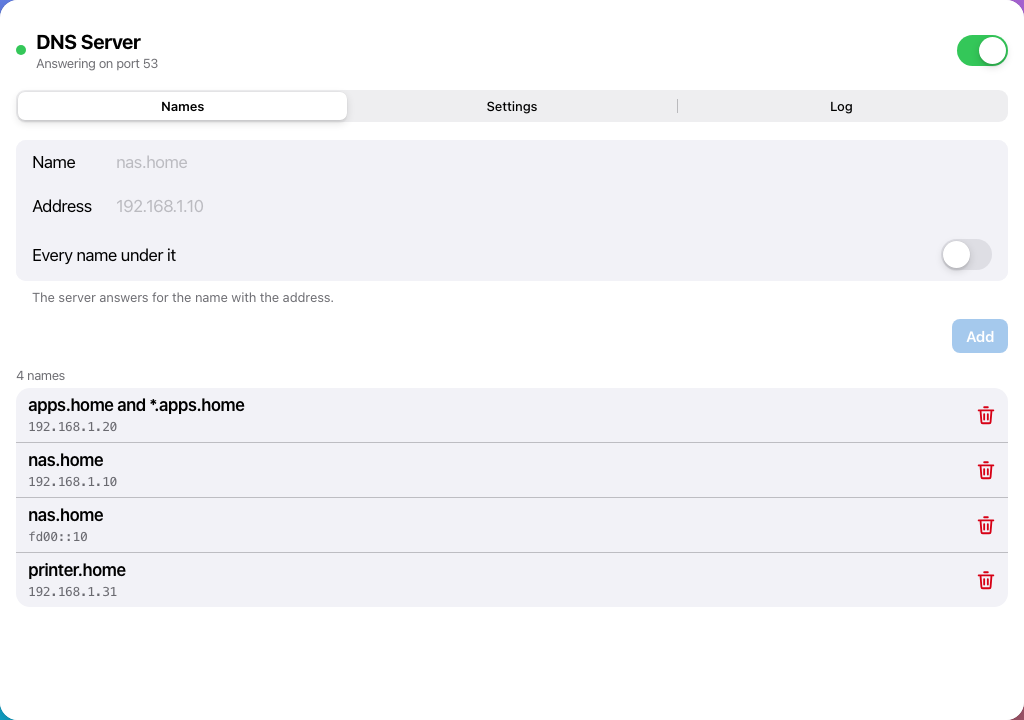 DNS Server
Answering on port 53
Names
Settings
Log
Name
nas.home
Address
192.168.1.10
Every name under it
The server answers for the name with the address.
Add
4 names
apps.home and *.apps.home
192.168.1.20
nas.home
192.168.1.10
nas.home
fd00::10
printer.home
192.168.1.31